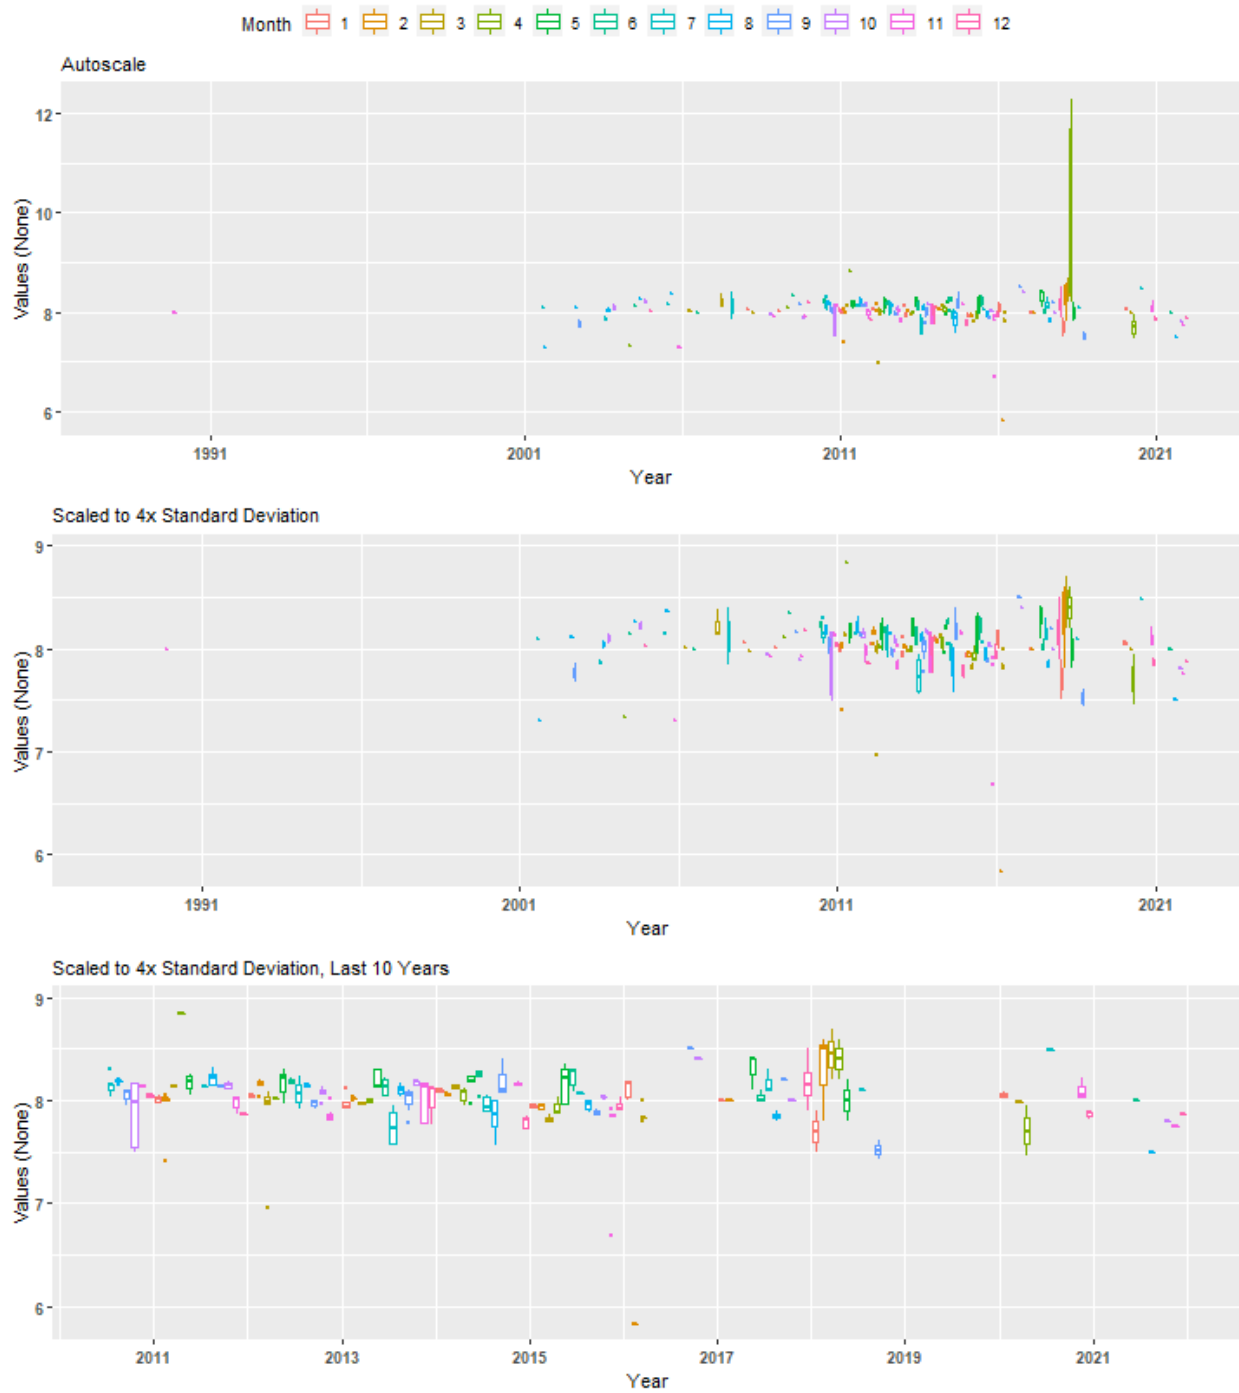 Month 1 2 3 4 5 6 7 8 9 10 11 12
Autoscale
12
10
8
6
Values (None)
1991 2001 2011 2021
Year
Scaled to 4x Standard Deviation
9
8
7
6
Values (None)
1991 2001 2011 2021
Year
Scaled to 4x Standard Deviation, Last 10 Years
9
8
7
6
Values (None)
2011 2013 2015 2017 2019 2021
Year